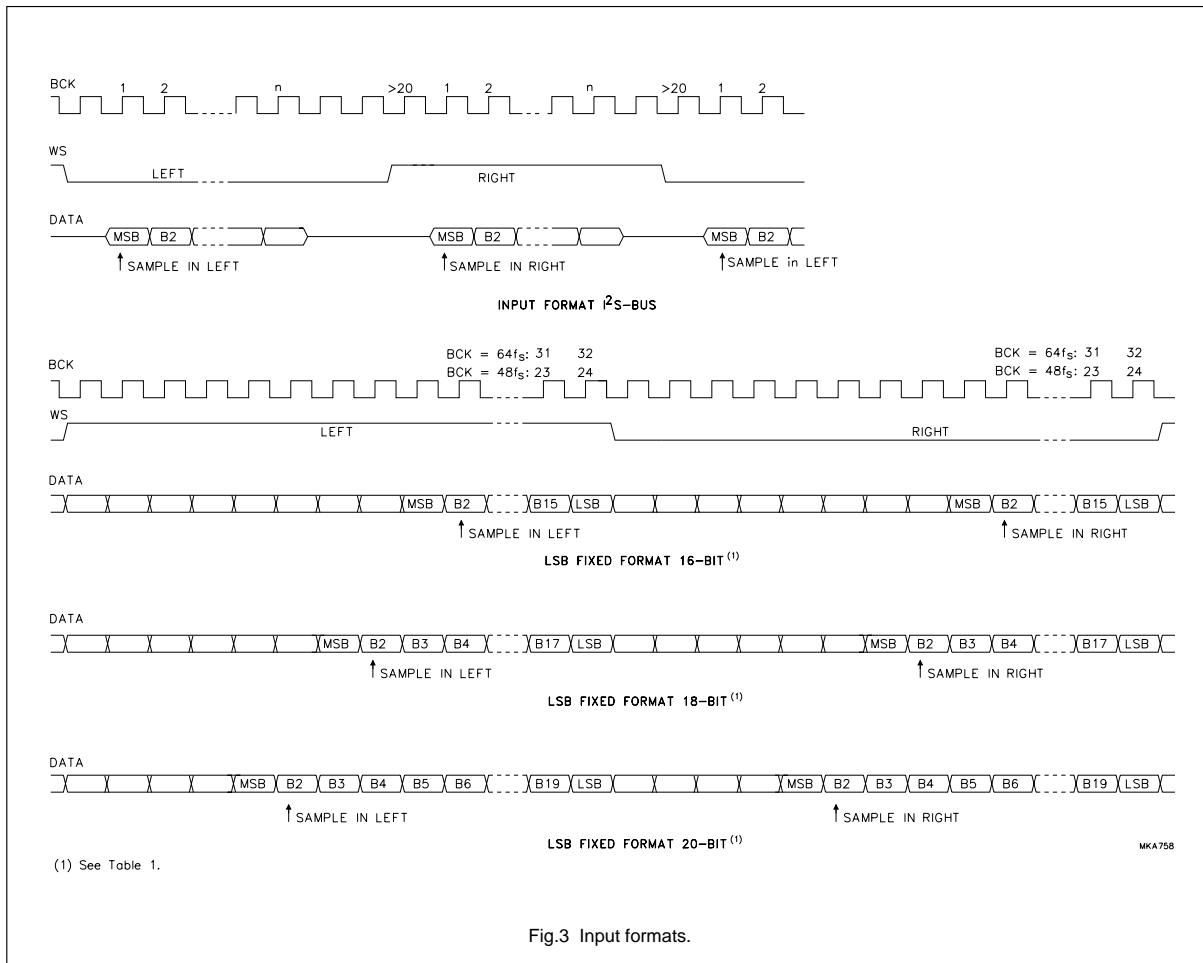 BCK 1 2 n >20 1 2 n >20 1 2
WS
LEFT RIGHT
DATA
MSB B2 MSB B2 MSB B2
SAMPLE IN LEFT SAMPLE IN RIGHT SAMPLE in LEFT
INPUT FORMAT I²S-BUS
BCK = 64fs: 31 32 BCK = 64fs: 31 32
BCK
BCK = 48fs: 23 24 BCK = 48fs: 23 24
WS
LEFT RIGHT
DATA
MSB B2 B15 LSB MSB B2 B15 LSB
SAMPLE IN LEFT SAMPLE IN RIGHT
LSB FIXED FORMAT 16-BIT(1)
DATA
MSB B2 B3 B4 B17 LSB MSB B2 B3 B4 B17 LSB
SAMPLE IN LEFT SAMPLE IN RIGHT
LSB FIXED FORMAT 18-BIT(1)
DATA
MSB B2 B3 B4 B5 B6 B19 LSB MSB B2 B3 B4 B5 B6 B19 LSB
SAMPLE IN LEFT SAMPLE IN RIGHT
LSB FIXED FORMAT 20-BIT(1)
MKA758
(1) See Table 1.
Fig.3 Input formats.